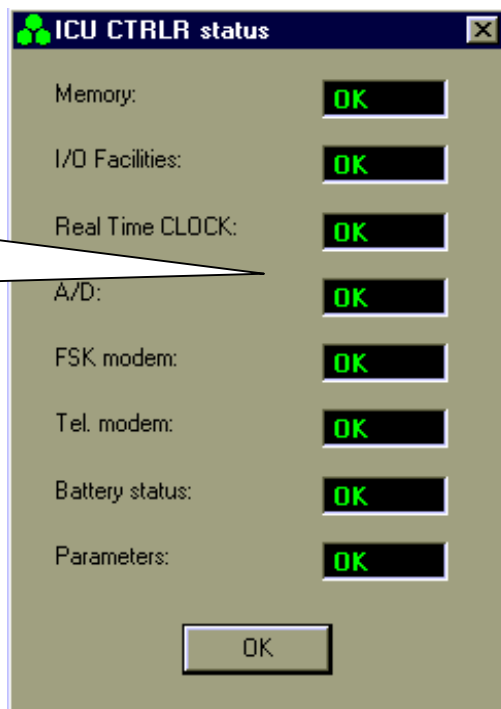 ICU CTRLR status
Memory: OK
I/O Facilities: OK
Real Time CLOCK: OK
A/D: OK
FSK modem: OK
Tel. modem: OK
Battery status: OK
Parameters: OK
OK